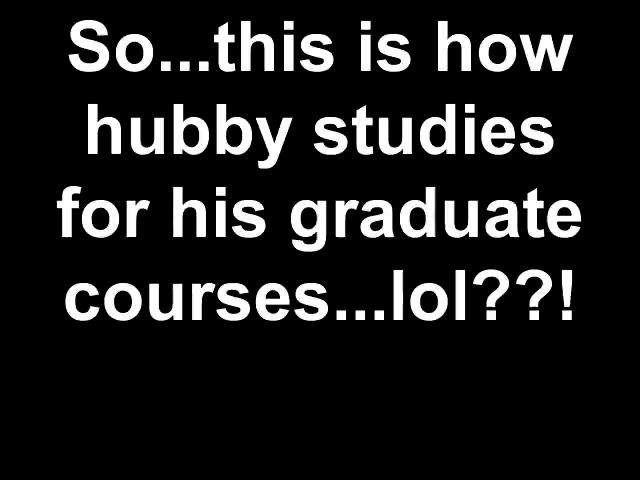 So...this is how
hubby studies
for his graduate
courses...lol??!